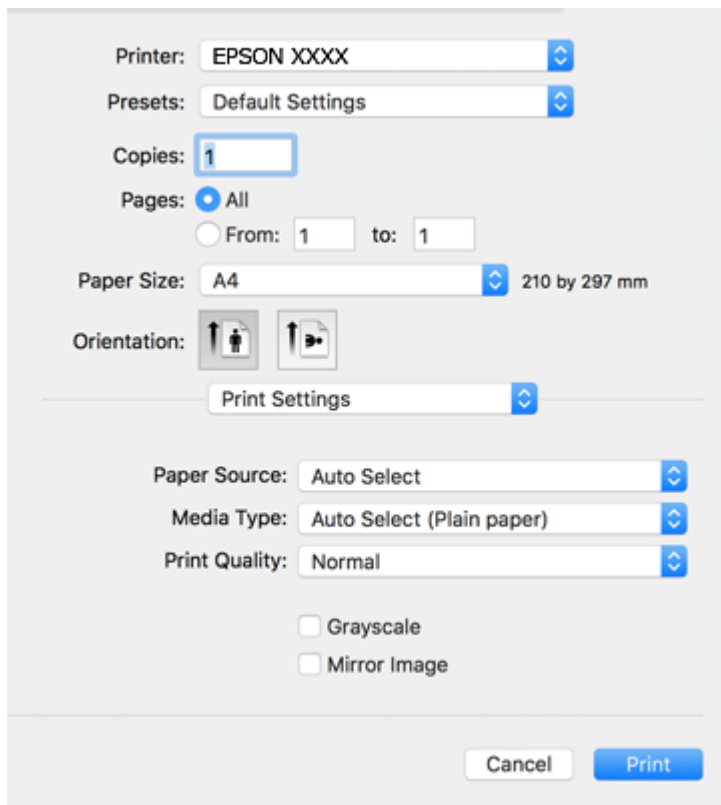 Printer: EPSON XXXX
Presets: Default Settings
Copies: 1
Pages: All
From: 1 to: 1
Paper Size: A4 210 by 297 mm
Orientation:
Print Settings
Paper Source: Auto Select
Media Type: Auto Select (Plain paper)
Print Quality: Normal
Grayscale
Mirror Image
Cancel Print